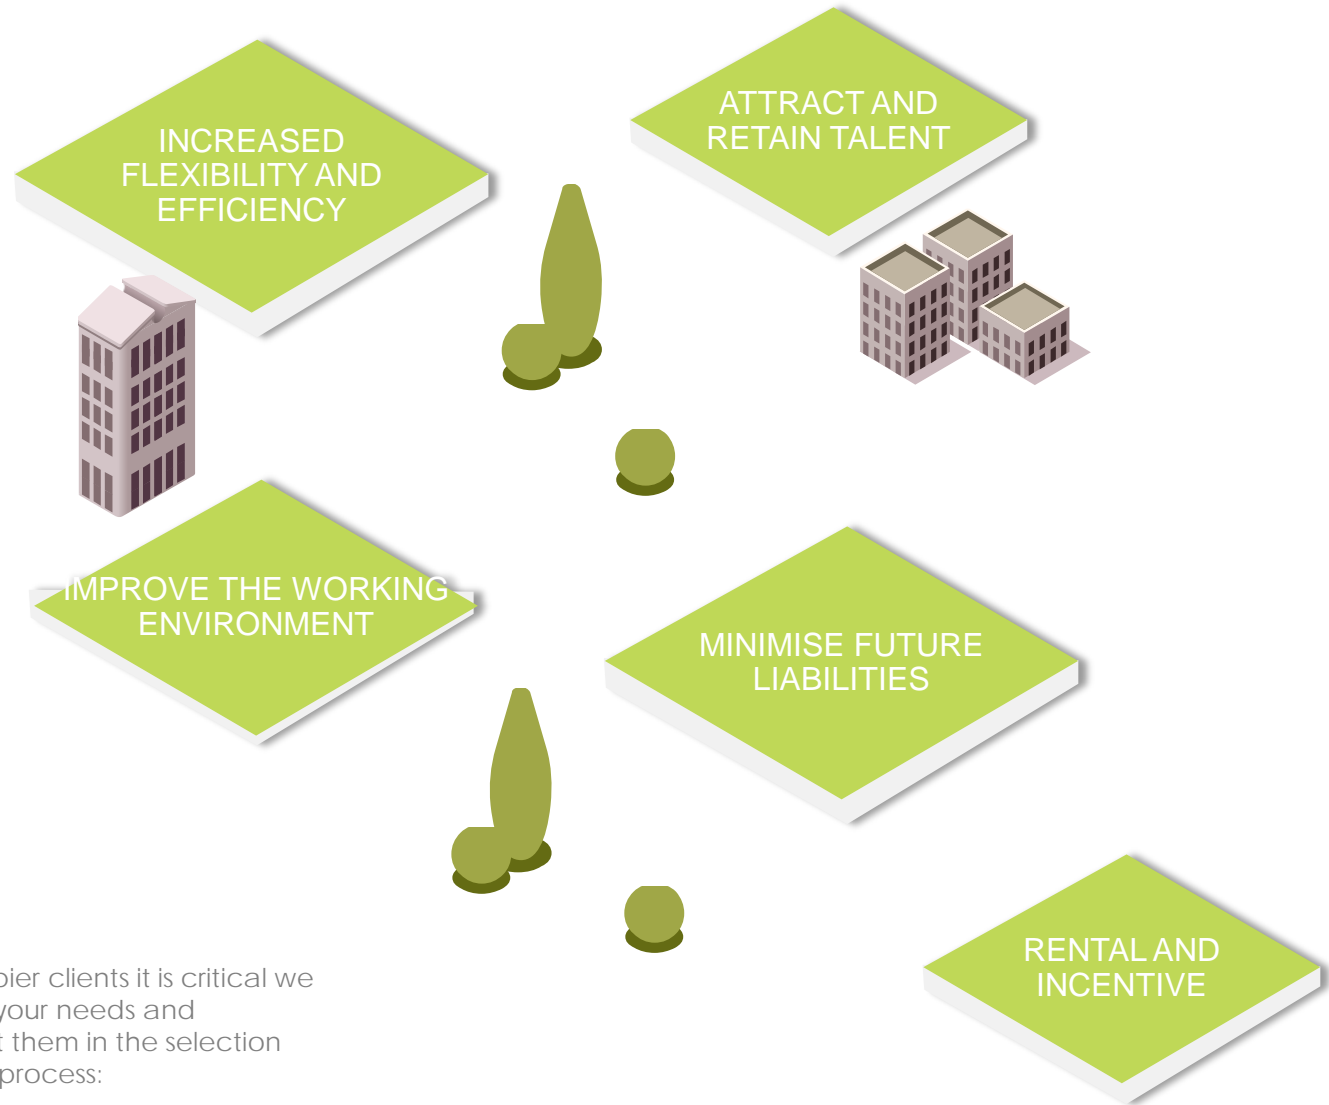 INCREASED
FLEXIBILITY AND
EFFICIENCY
ATTRACT AND
RETAIN TALENT
IMPROVE THE WORKING
ENVIRONMENT
MINIMISE FUTURE
LIABILITIES
RENTAL AND
INCENTIVE
clients it is critical we
your needs and
them in the selection
process: